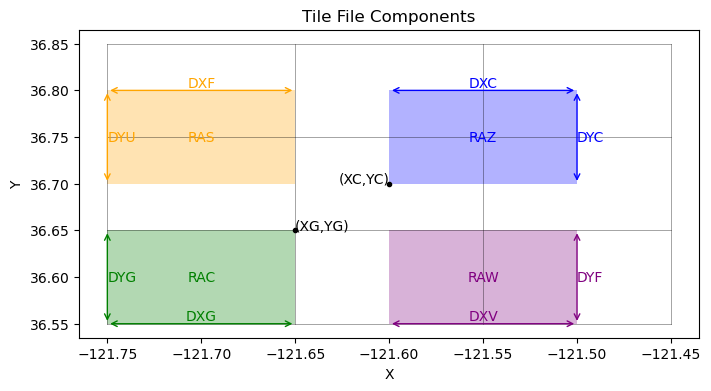 Tile File Components
36.85
36.80
36.75
36.70
36.65
36.60
36.55
Y
DXF
DYU
RAS
DXC
RAZ
DYC
(XC,YC)
(XG,YG)
DYG
RAC
DXG
RAW
DYF
DXV
−121.75
−121.70
−121.65
−121.60
−121.55
−121.50
−121.45
X